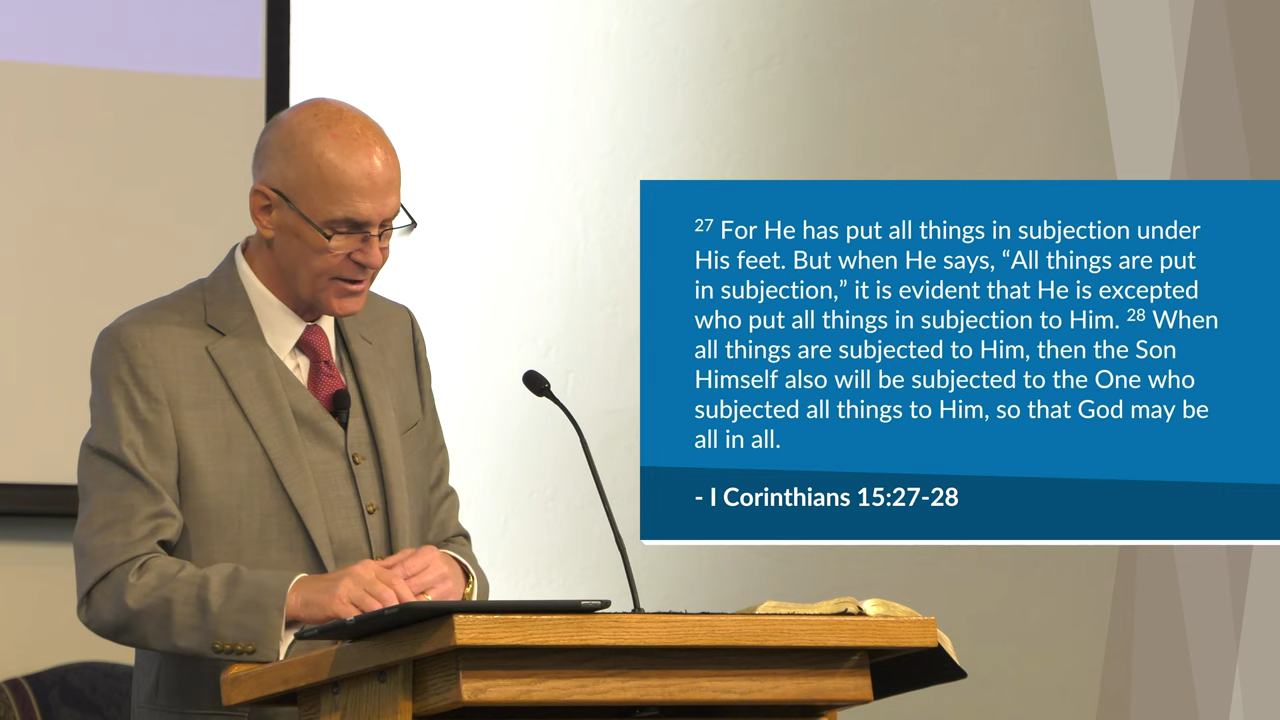 27 For He has put all things in subjection under
His feet. But when He says, “All things are put
in subjection,” it is evident that He is excepted
who put all things in subjection to Him. 28 When
all things are subjected to Him, then the Son
Himself also will be subjected to the One who
subjected all things to Him, so that God may be
all in all.
- I Corinthians 15:27-28